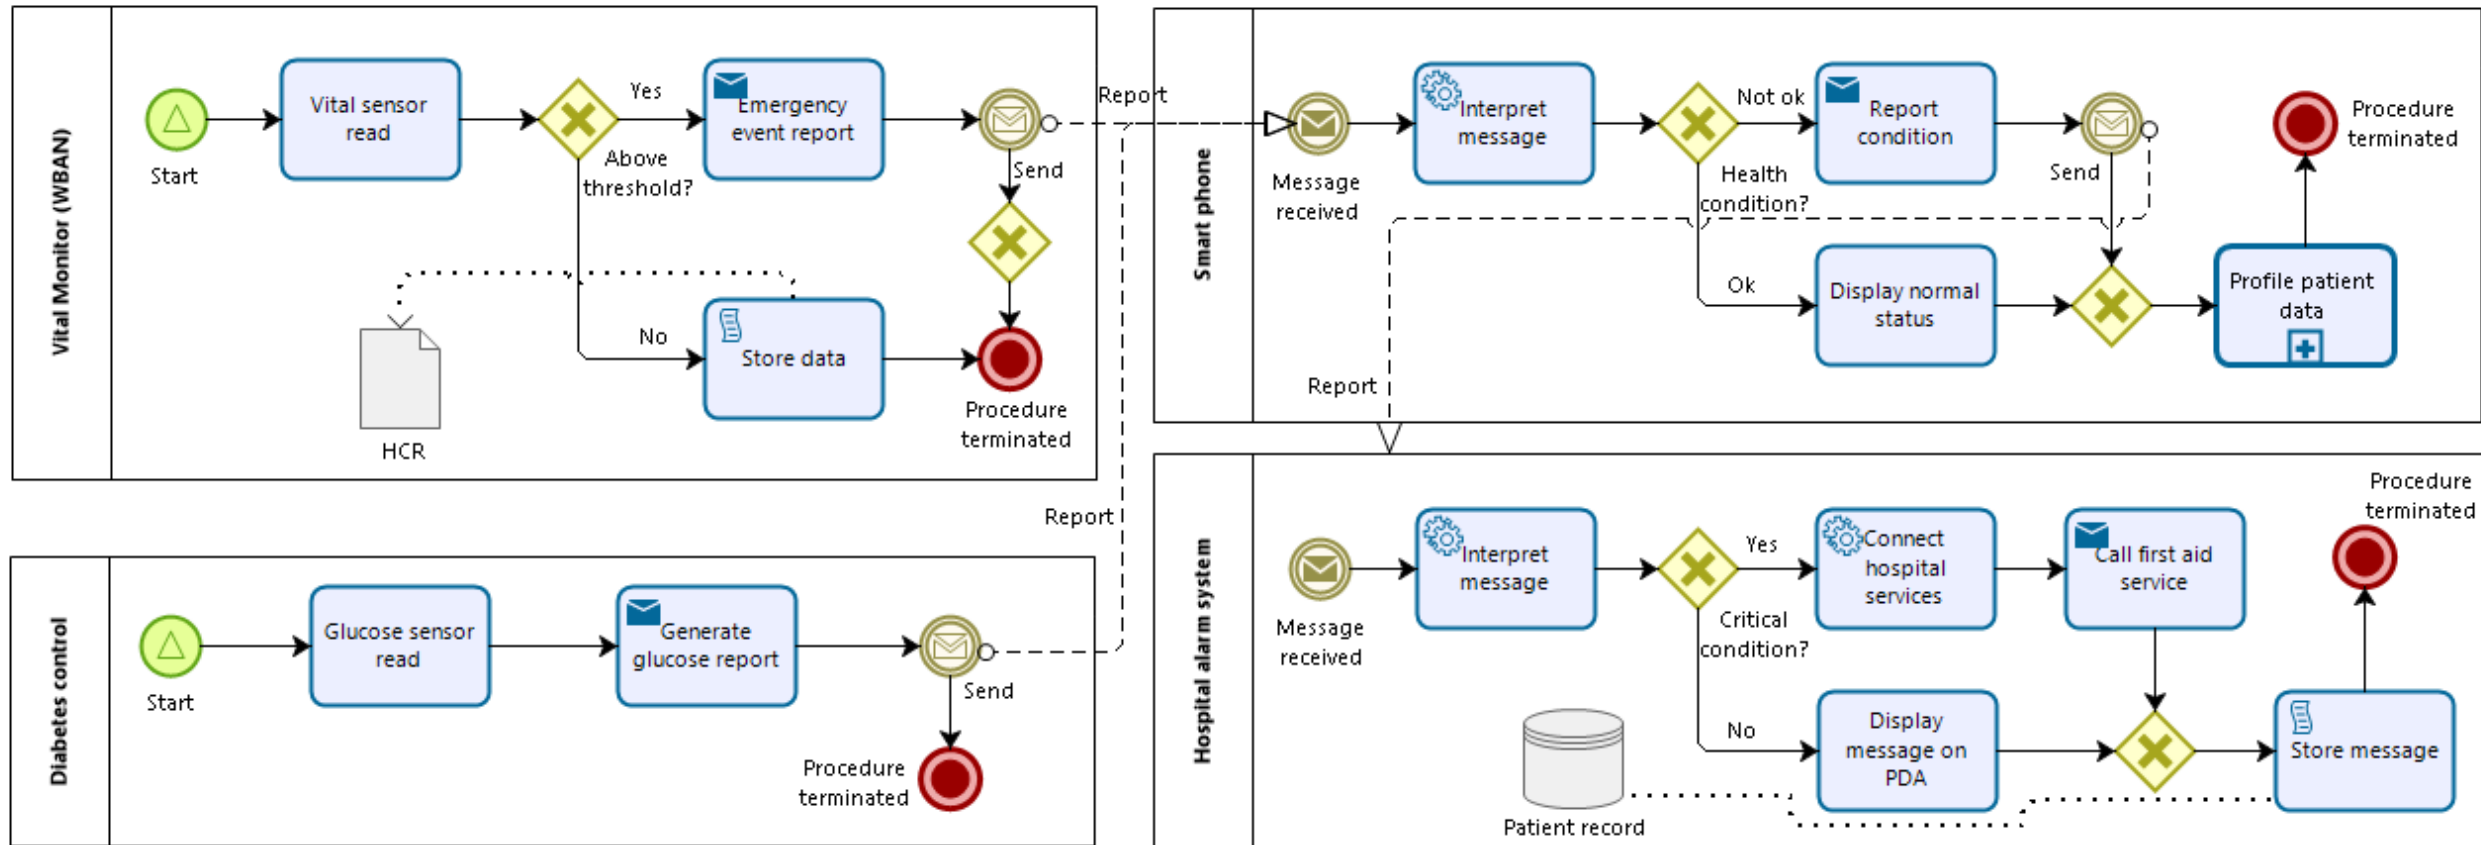 Vital Monitor (WBAN)
Start
Vital sensor
read
Yes
Above
threshold?
No
Emergency
event report
Send
Store data
HCR
Procedure
terminated
Report
Diabetes control
Start
Glucose sensor
read
Generate
glucose report
Send
Procedure
terminated
Report
Smart phone
Message
received
Interpret
message
Not ok
Health
condition?
Ok
Report
condition
Send
Display normal
status
Profile patient
data
Procedure
terminated
Report
Hospital alarm system
Message
received
Interpret
message
Yes
Critical
condition?
No
Connect
hospital
services
Call first aid
service
Display
message on
PDA
Store message
Procedure
terminated
Patient record